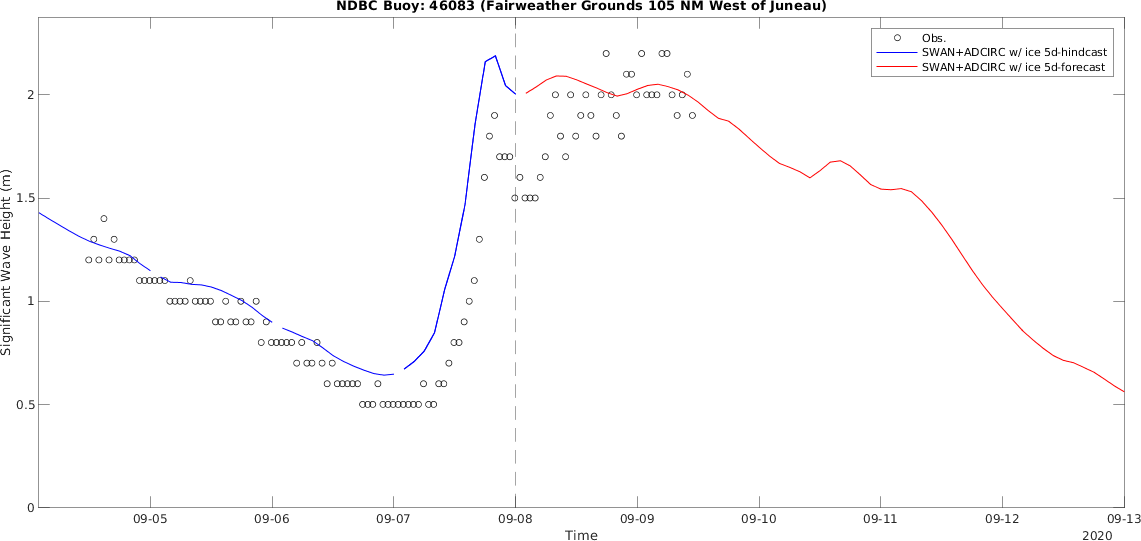 NDBC Buoy: 46083 (Fairweather Grounds 105 NM West of Juneau)
Obs.
SWAN+ADCIRC w/ ice 5d-hindcast
SWAN+ADCIRC w/ ice 5d-forecast
Significant Wave Height (m)
2
1.5
1
0.5
0
09-05 09-06 09-07 09-08 09-09 09-10 09-11 09-12 09-13
Time
2020